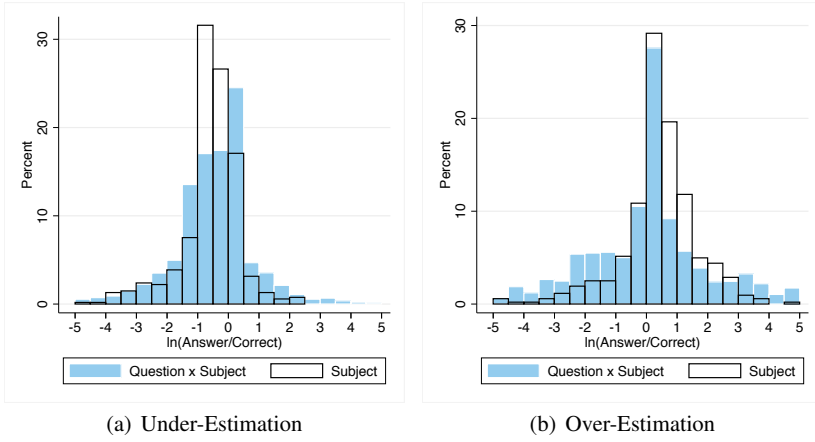 30
20
10
0
Percent
-5 -4 -3 -2 -1 0 1 2 3 4 5
ln(Answer/Correct)
Question x Subject Subject
(a) Under-Estimation
30
20
10
0
Percent
-5 -4 -3 -2 -1 0 1 2 3 4 5
ln(Answer/Correct)
Question x Subject Subject
(b) Over-Estimation